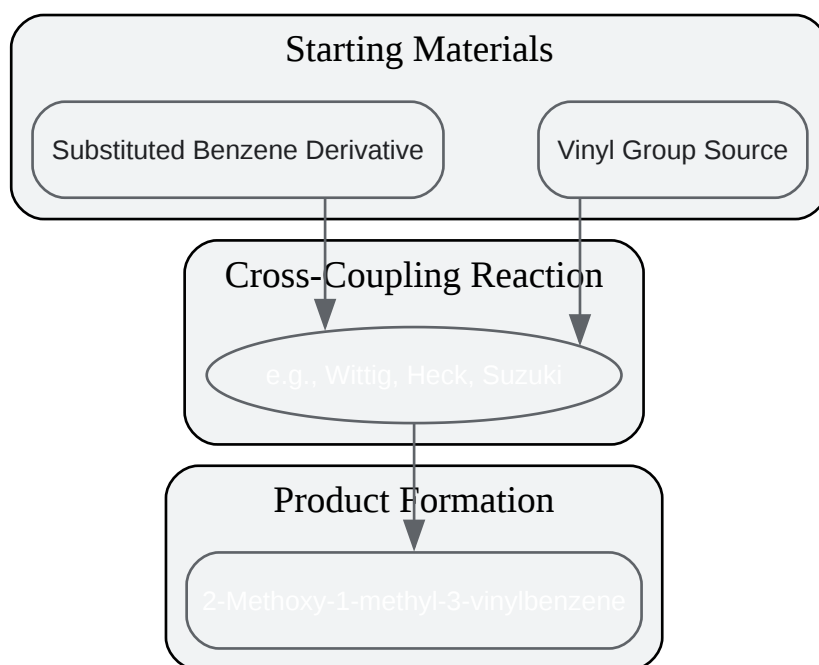 Starting Materials
Substituted Benzene Derivative
Vinyl Group Source
Cross-Coupling Reaction
e.g., Wittig, Heck, Suzuki
Product Formation
2-Methoxy-1-methyl-3-vinylbenzene